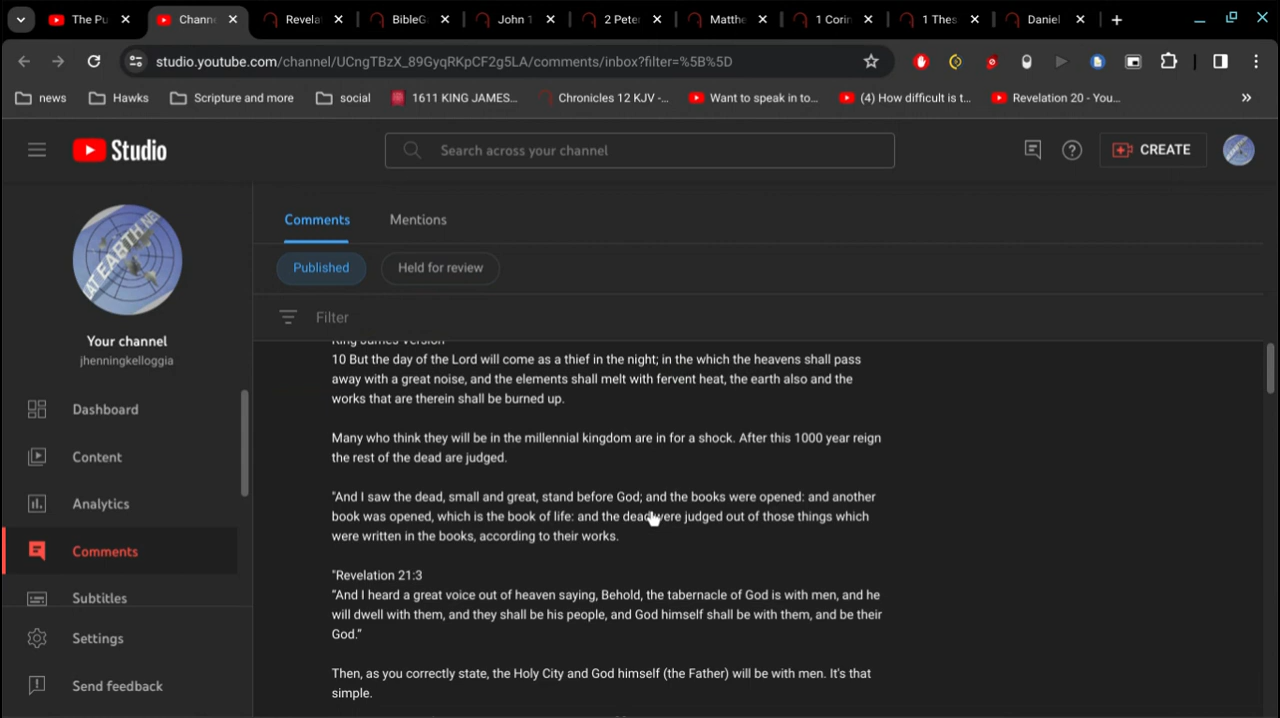 The Pu
Chann
Revela
BibleG
John 1
2 Pete
Matthe
1 Corin
1 Thes
Daniel
studio.youtube.com/channel/UCngTBzX_89GyqRKpCF2g5LA/comments/inbox?filter=%5B%5D
news
Hawks
Scripture and more
social
1611 KING JAMES...
Chronicles 12 KJV -...
Want to speak in to...
(4) How difficult is t...
Revelation 20 - You...
Studio
Search across your channel
CREATE
AT EARTH NE
Your channel
jhenningkelloggia
Dashboard
Content
Analytics
Comments
Subtitles
Settings
Send feedback
Comments
Mentions
Published
Held for review
Filter
King James Version
10 But the day of the Lord will come as a thief in the night; in the which the heavens shall pass
away with a great noise, and the elements shall melt with fervent heat, the earth also and the
works that are therein shall be burned up.
Many who think they will be in the millennial kingdom are in for a shock. After this 1000 year reign
the rest of the dead are judged.
"And I saw the dead, small and great, stand before God; and the books were opened: and another
book was opened, which is the book of life: and the dead were judged out of those things which
were written in the books, according to their works.
"Revelation 21:3
“And I heard a great voice out of heaven saying, Behold, the tabernacle of God is with men, and he
will dwell with them, and they shall be his people, and God himself shall be with them, and be their
God.”
Then, as you correctly state, the Holy City and God himself (the Father) will be with men. It's that
simple.